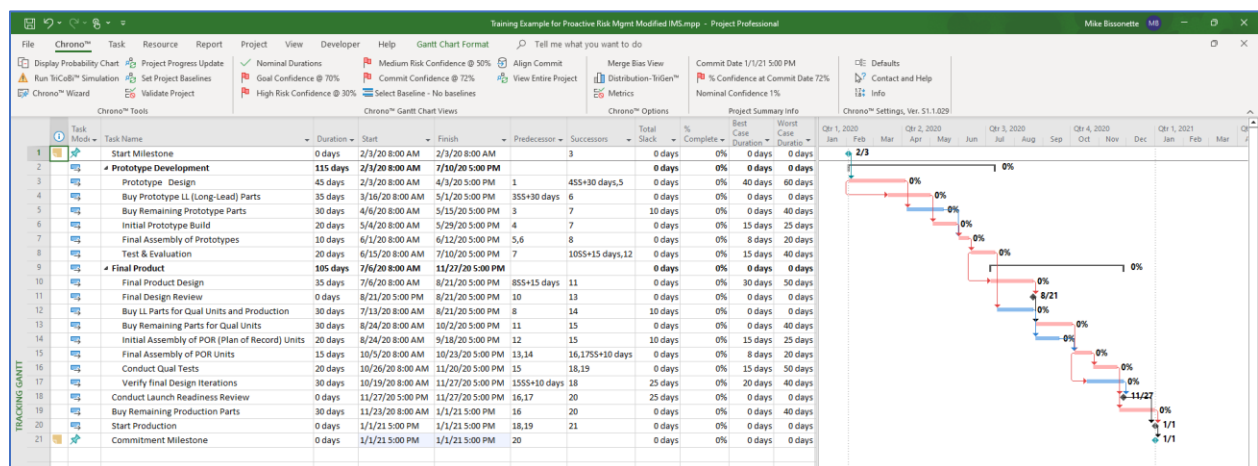 Training Example for Proactive Risk Mgmt Modified IMS.mpp - Project Professional
Mike Bissonette MB
File Chrono™ Task Resource Report Project View Developer Help Gantt Chart Format Tell me what you want to do
Display Probability Chart Project Progress Update Nominal Durations Medium Risk Confidence @ 50% Align Commit Merge Bias View Commit Date 1/1/21 5:00 PM Defaults
Run TriCoBi™ Simulation Set Project Baselines Goal Confidence @ 70% Commit Confidence @ 72% View Entire Project Distribution-TriGen™ % Confidence at Commit Date 72% Contact and Help
Chrono™ Wizard Validate Project High Risk Confidence @ 30% Select Baseline - No baselines Metrics Nominal Confidence 1% Info
Chrono™ Tools Chrono™ Gantt Chart Views Chrono™ Options Project Summary Info Chrono™ Settings, Ver. S1.1.029
Task Mode Task Name Duration Start Finish Predecessor Successors Total Slack % Complete Best Case Duration Worst Case Duratio
Qtr 1, 2020 Qtr 2, 2020 Qtr 3, 2020 Qtr 4, 2020 Qtr 1, 2021
Jan Feb Mar Apr May Jun Jul Aug Sep Oct Nov Dec Jan Feb Mar
1 Start Milestone 0 days 2/3/20 8:00 AM 2/3/20 8:00 AM 3 0 days 0% 0 days 0 days 2/3
2 Prototype Development 115 days 2/3/20 8:00 AM 7/10/20 5:00 PM 0 days 0% 0 days 0 days 0%
3 Prototype Design 45 days 2/3/20 8:00 AM 4/3/20 5:00 PM 1 4SS+30 days,5 0 days 0% 40 days 60 days 0%
4 Buy Prototype LL (Long-Lead) Parts 35 days 3/16/20 8:00 AM 5/1/20 5:00 PM 3SS+30 days 6 0 days 0% 0 days 0 days 0%
5 Buy Remaining Prototype Parts 30 days 4/6/20 8:00 AM 5/15/20 5:00 PM 3 7 10 days 0% 0 days 40 days 0%
6 Initial Prototype Build 20 days 5/4/20 8:00 AM 5/29/20 5:00 PM 4 7 0 days 0% 15 days 25 days 0%
7 Final Assembly of Prototypes 10 days 6/1/20 8:00 AM 6/12/20 5:00 PM 5,6 8 0 days 0% 8 days 20 days 0%
8 Test & Evaluation 20 days 6/15/20 8:00 AM 7/10/20 5:00 PM 7 10SS+15 days,12 0 days 0% 15 days 40 days 0%
9 Final Product 105 days 7/6/20 8:00 AM 11/27/20 5:00 PM 0 days 0% 0 days 0 days 0%
10 Final Product Design 35 days 7/6/20 8:00 AM 8/21/20 5:00 PM 8SS+15 days 11 0 days 0% 30 days 50 days 0%
11 Final Design Review 0 days 8/21/20 5:00 PM 8/21/20 5:00 PM 10 13 0 days 0% 0 days 0 days 8/21
12 Buy LL Parts for Qual Units and Production 30 days 7/13/20 8:00 AM 8/21/20 5:00 PM 8 14 10 days 0% 0 days 0 days 0%
13 Buy Remaining Parts for Qual Units 30 days 8/24/20 8:00 AM 10/2/20 5:00 PM 11 15 0 days 0% 0 days 40 days 0%
14 Initial Assembly of POR (Plan of Record) Units 20 days 8/24/20 8:00 AM 9/18/20 5:00 PM 12 15 10 days 0% 15 days 25 days 0%
15 Final Assembly of POR Units 15 days 10/5/20 8:00 AM 10/23/20 5:00 PM 13,14 16,17SS+10 days 0 days 0% 8 days 20 days 0%
16 Conduct Qual Tests 20 days 10/26/20 8:00 AM 11/20/20 5:00 PM 15 18,19 0 days 0% 15 days 50 days 0%
17 Verify final Design Iterations 30 days 10/19/20 8:00 AM 11/27/20 5:00 PM 15SS+10 days 18 25 days 0% 20 days 40 days 0%
18 Conduct Launch Readiness Review 0 days 11/27/20 5:00 PM 11/27/20 5:00 PM 16,17 20 25 days 0% 0 days 0 days 11/27
19 Buy Remaining Production Parts 30 days 11/23/20 8:00 AM 1/1/21 5:00 PM 16 20 0 days 0% 0 days 40 days 0%
20 Start Production 0 days 1/1/21 5:00 PM 1/1/21 5:00 PM 18,19 21 0 days 0% 0 days 0 days 1/1
21 Commitment Milestone 0 days 1/1/21 5:00 PM 1/1/21 5:00 PM 20 0 days 0% 0 days 0 days 1/1
TRACKING GANTT